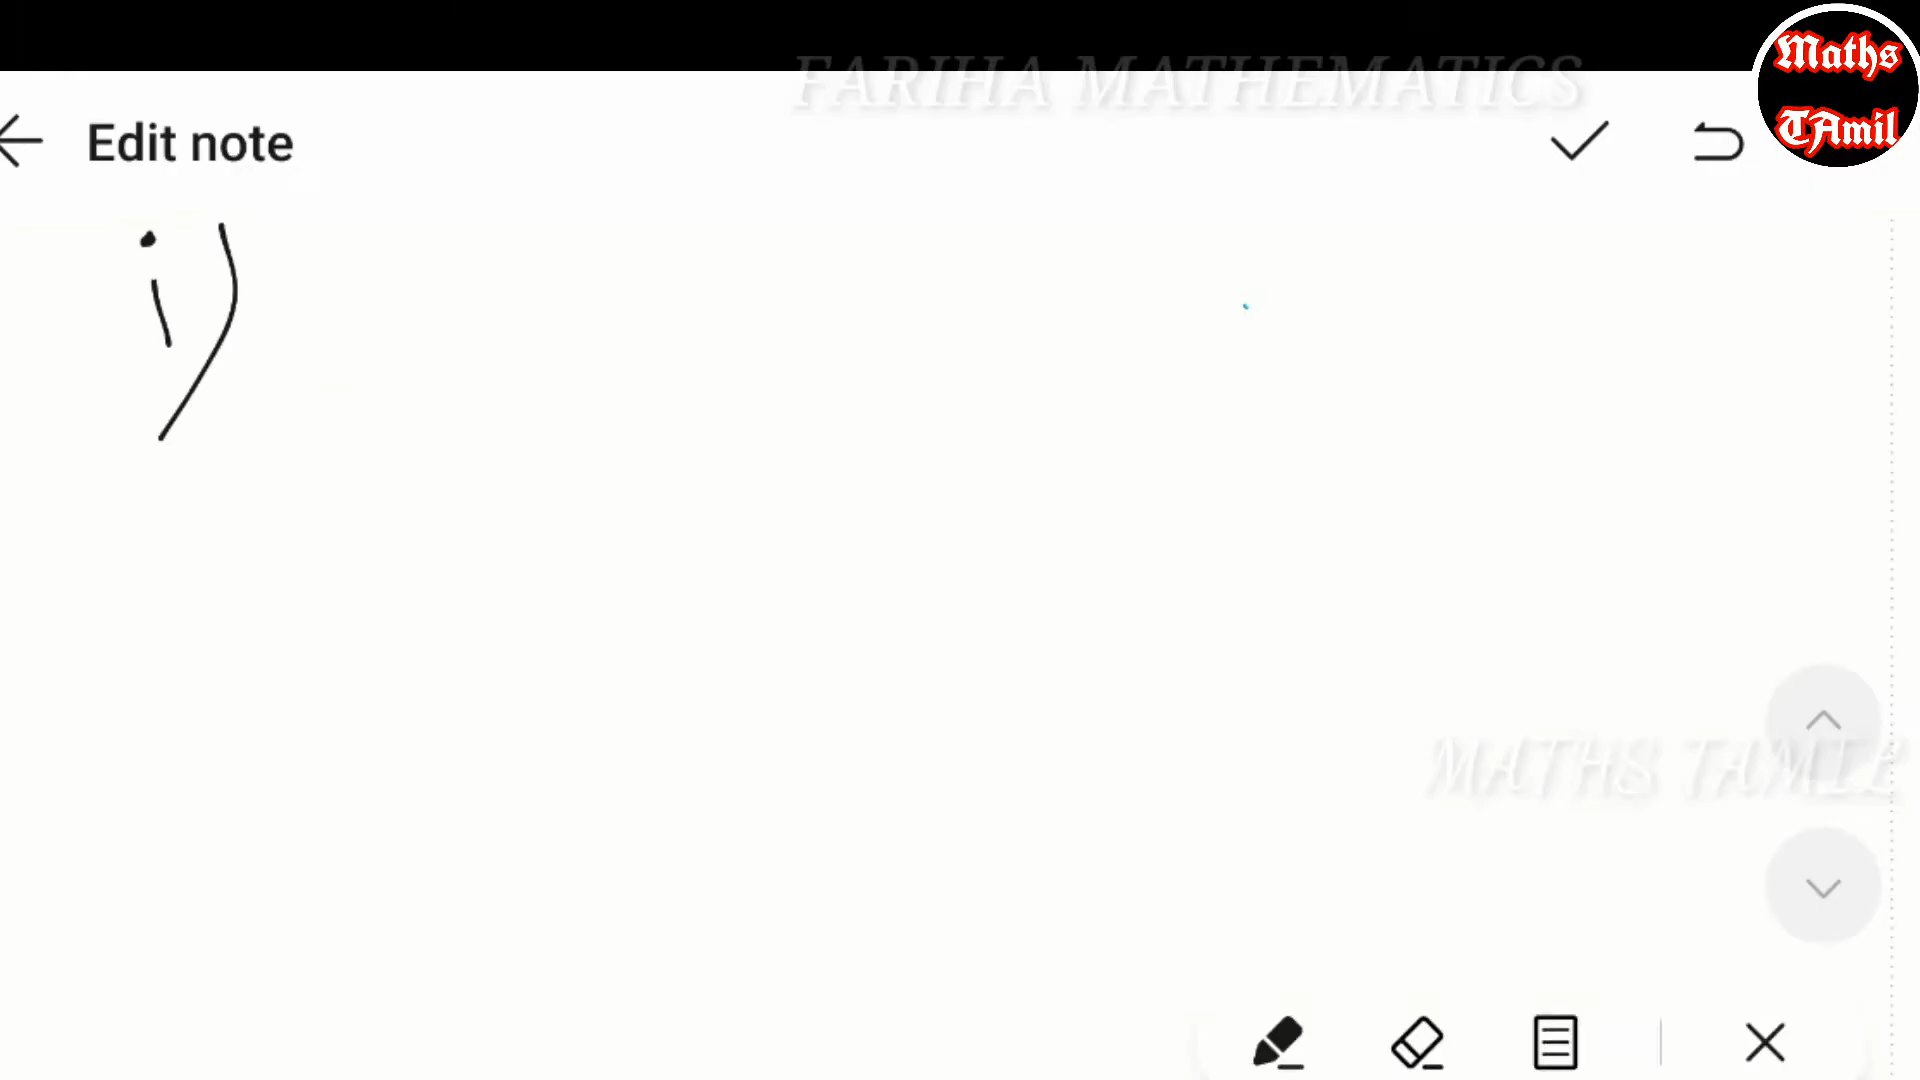 FARIHA MATHEMATICS
Maths
TAmil
Edit note
i)
MATHS TAMIL